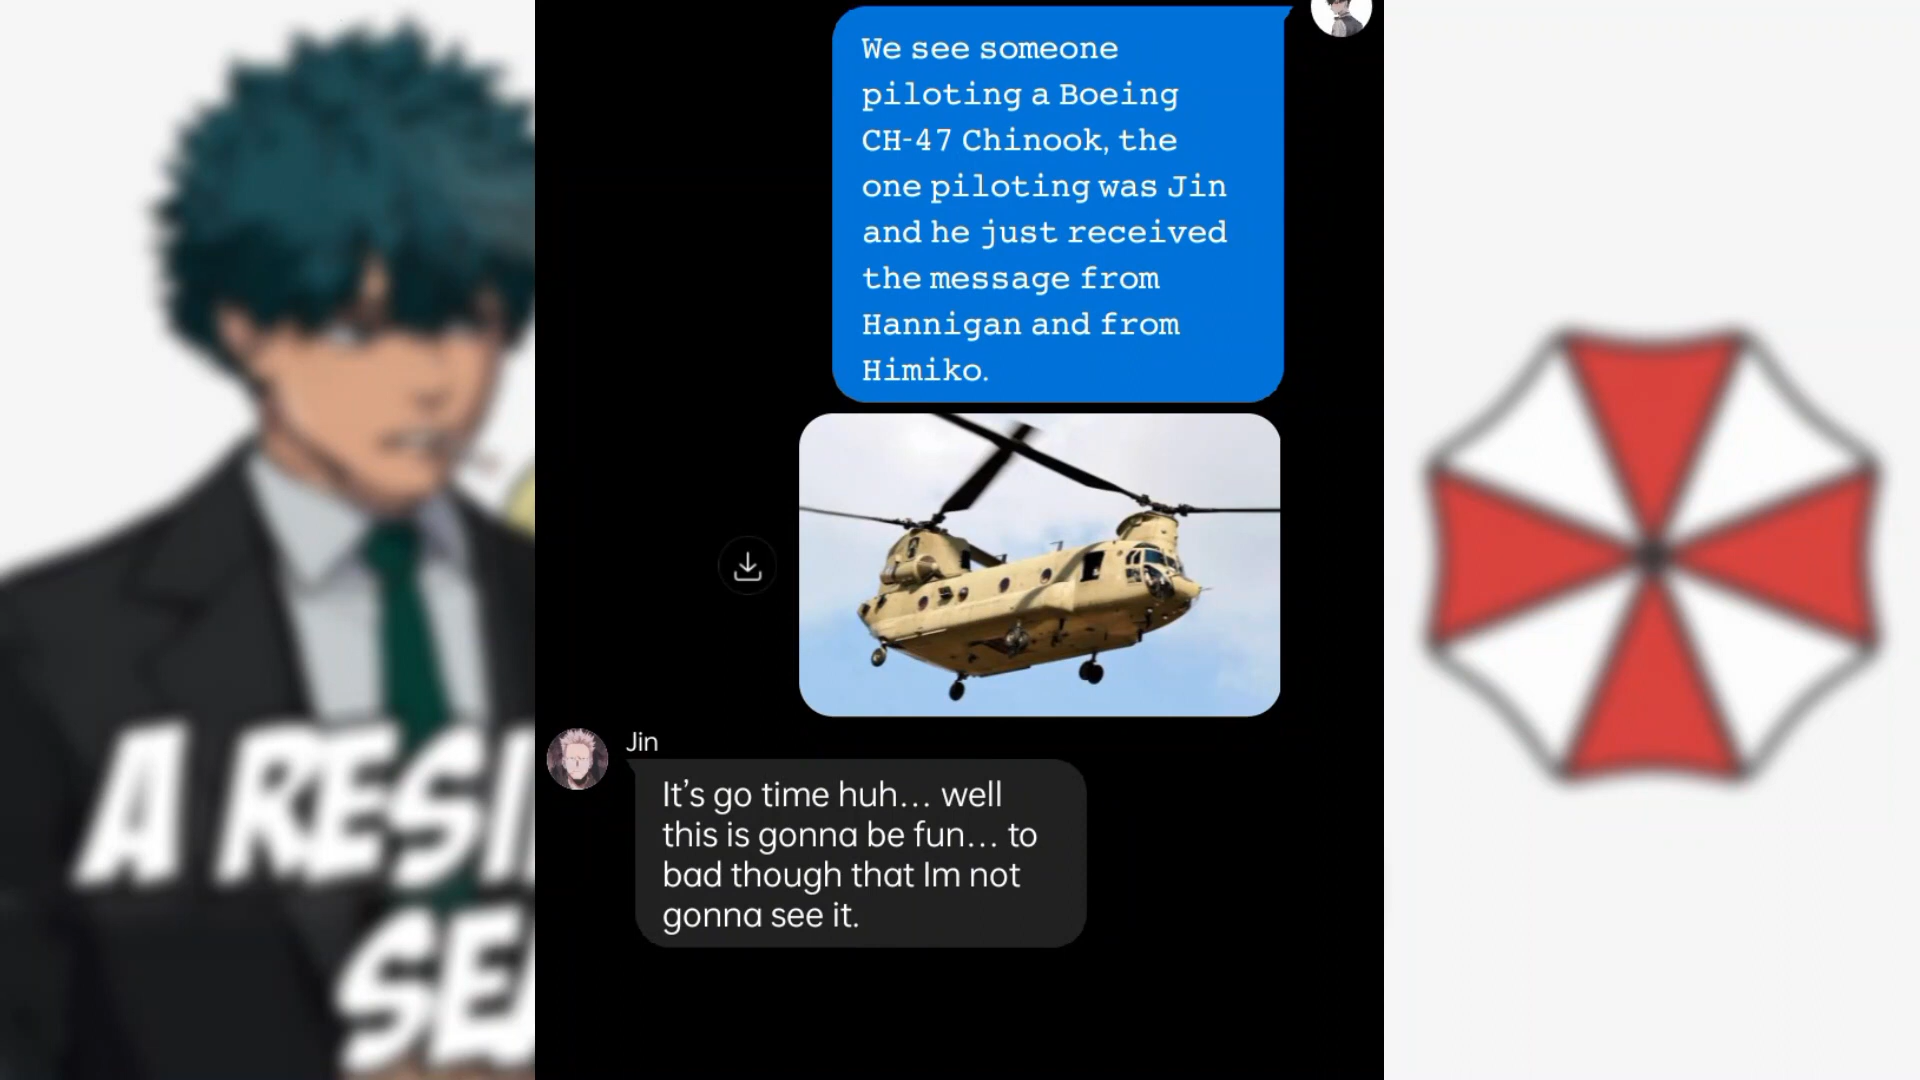 We see someone
piloting a Boeing
CH-47 Chinook, the
one piloting was Jin
and he just received
the message from
Hannigan and from
Himiko.
Jin
It's go time huh... well
this is gonna be fun... to
bad though that Im not
gonna see it.
A RESI
SE